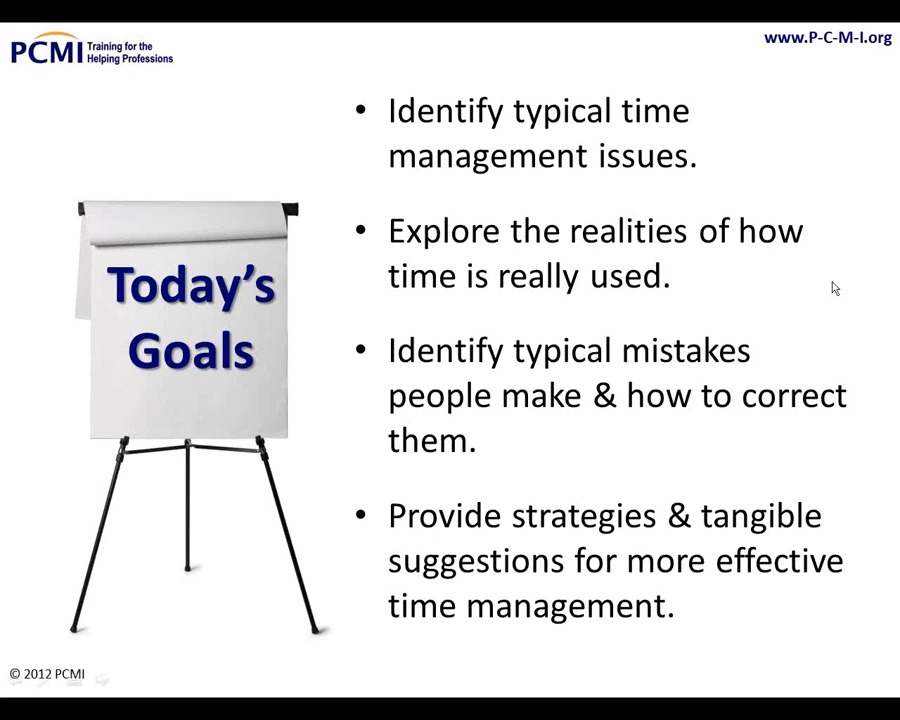 PCMI Training for the
Helping Professions
www.P-C-M-I.org
Today's
Goals
• Identify typical time
management issues.
• Explore the realities of how
time is really used.
• Identify typical mistakes
people make & how to correct
them.
• Provide strategies & tangible
suggestions for more effective
time management.
© 2012 PCMI